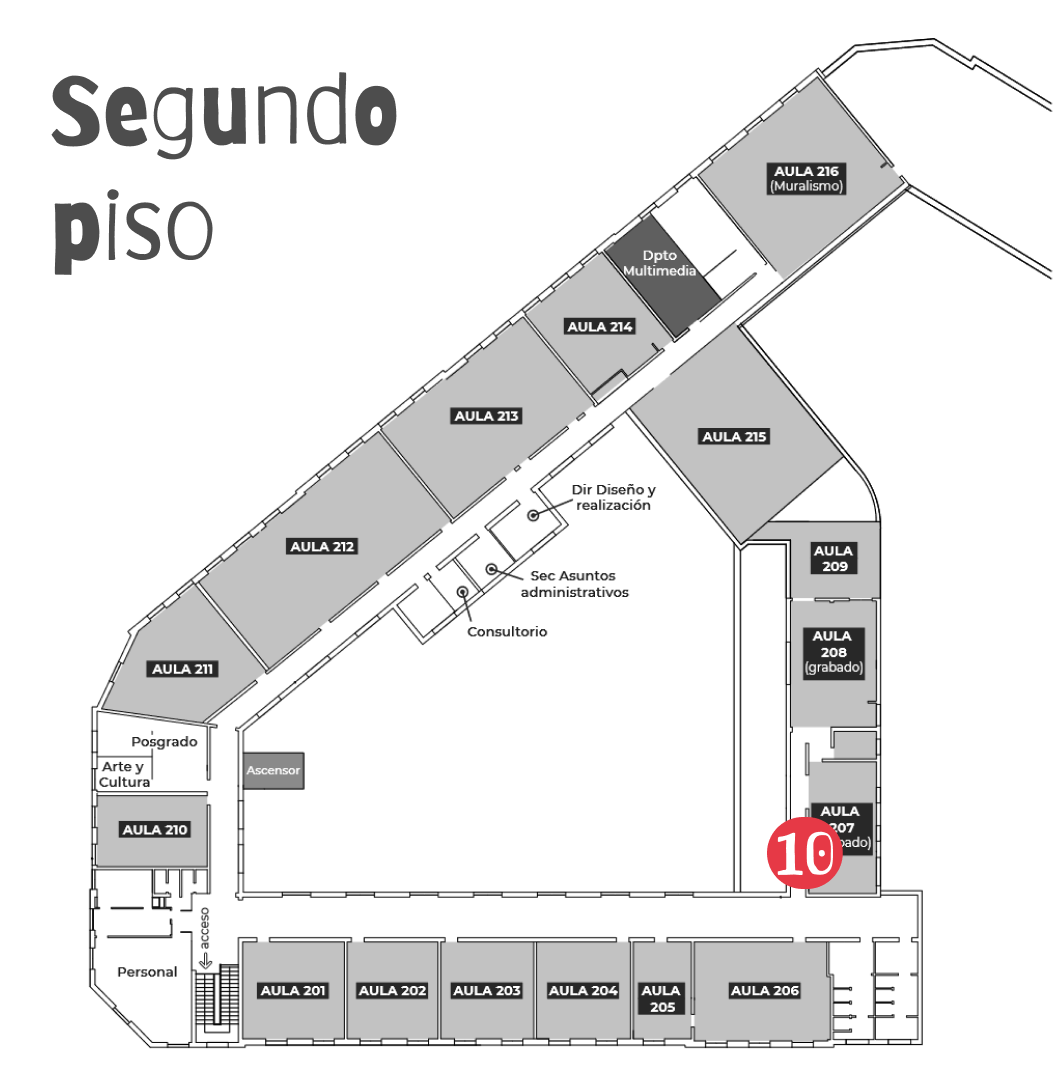 Segundo
piso
AULA 216
(Muralismo)
Dpto
Multimedia
AULA 214
AULA 213
AULA 215
Dir Diseño y
realización
AULA 212
AULA
209
Sec Asuntos
administrativos
Consultorio
AULA
208
(grabado)
AULA 211
Posgrado
Arte y
Cultura
Ascensor
AULA 210
AULA
207
bado)
10
acceso
Personal
AULA 201
AULA 202
AULA 203
AULA 204
AULA
205
AULA 206